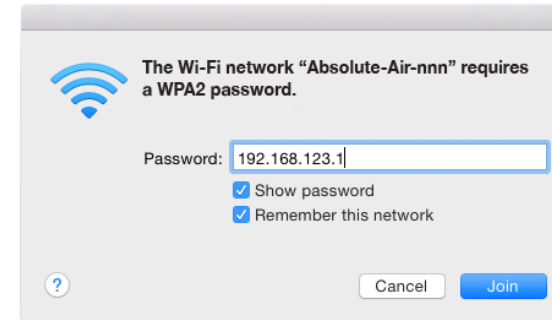 The Wi-Fi network “Absolute-Air-nnn” requires
a WPA2 password.
Password: 192.168.123.1
Show password
Remember this network
? Cancel Join